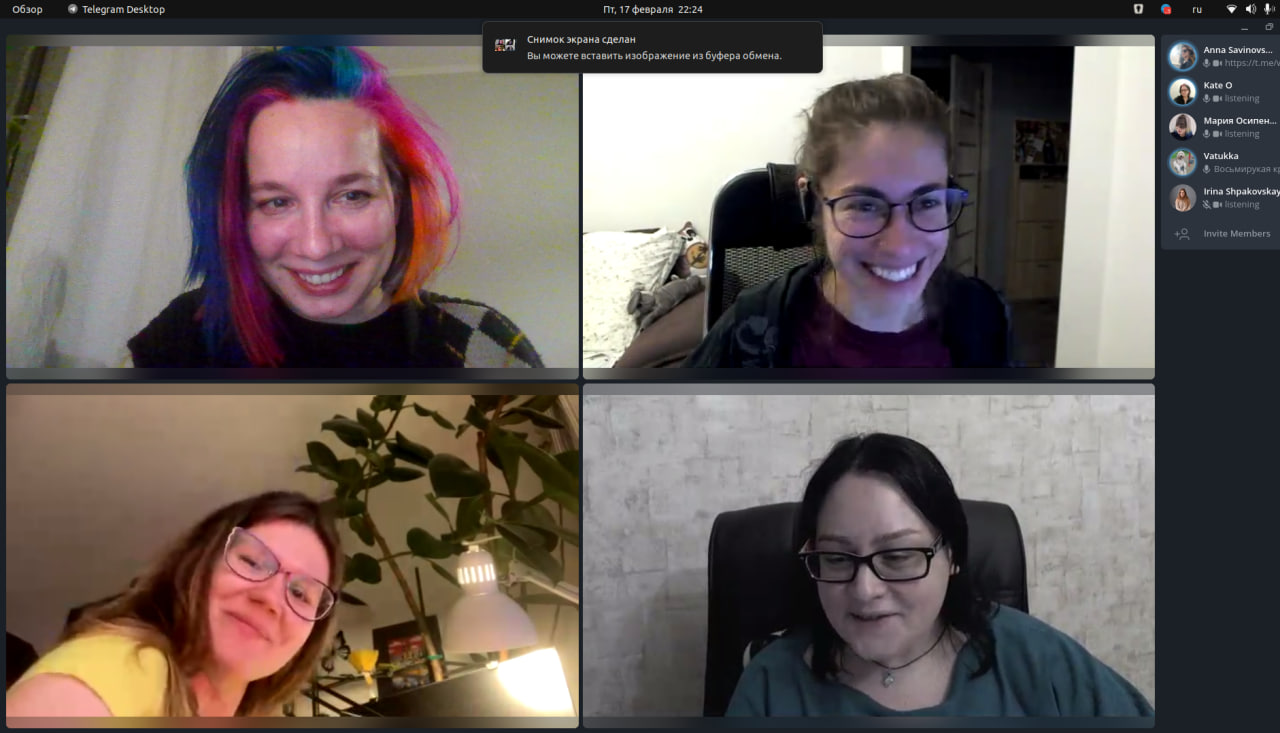 Обзор
Telegram Desktop
Пт, 17 февраля 22:24
ru
Снимок экрана сделан
Вы можете вставить изображение из буфера обмена.
Anna Savinovs...
https://t.me/v
Kate O
listening
Мария Осипен...
listening
Vatukka
Восьмирукая кр
Irina Shpakovskay
listening
Invite Members